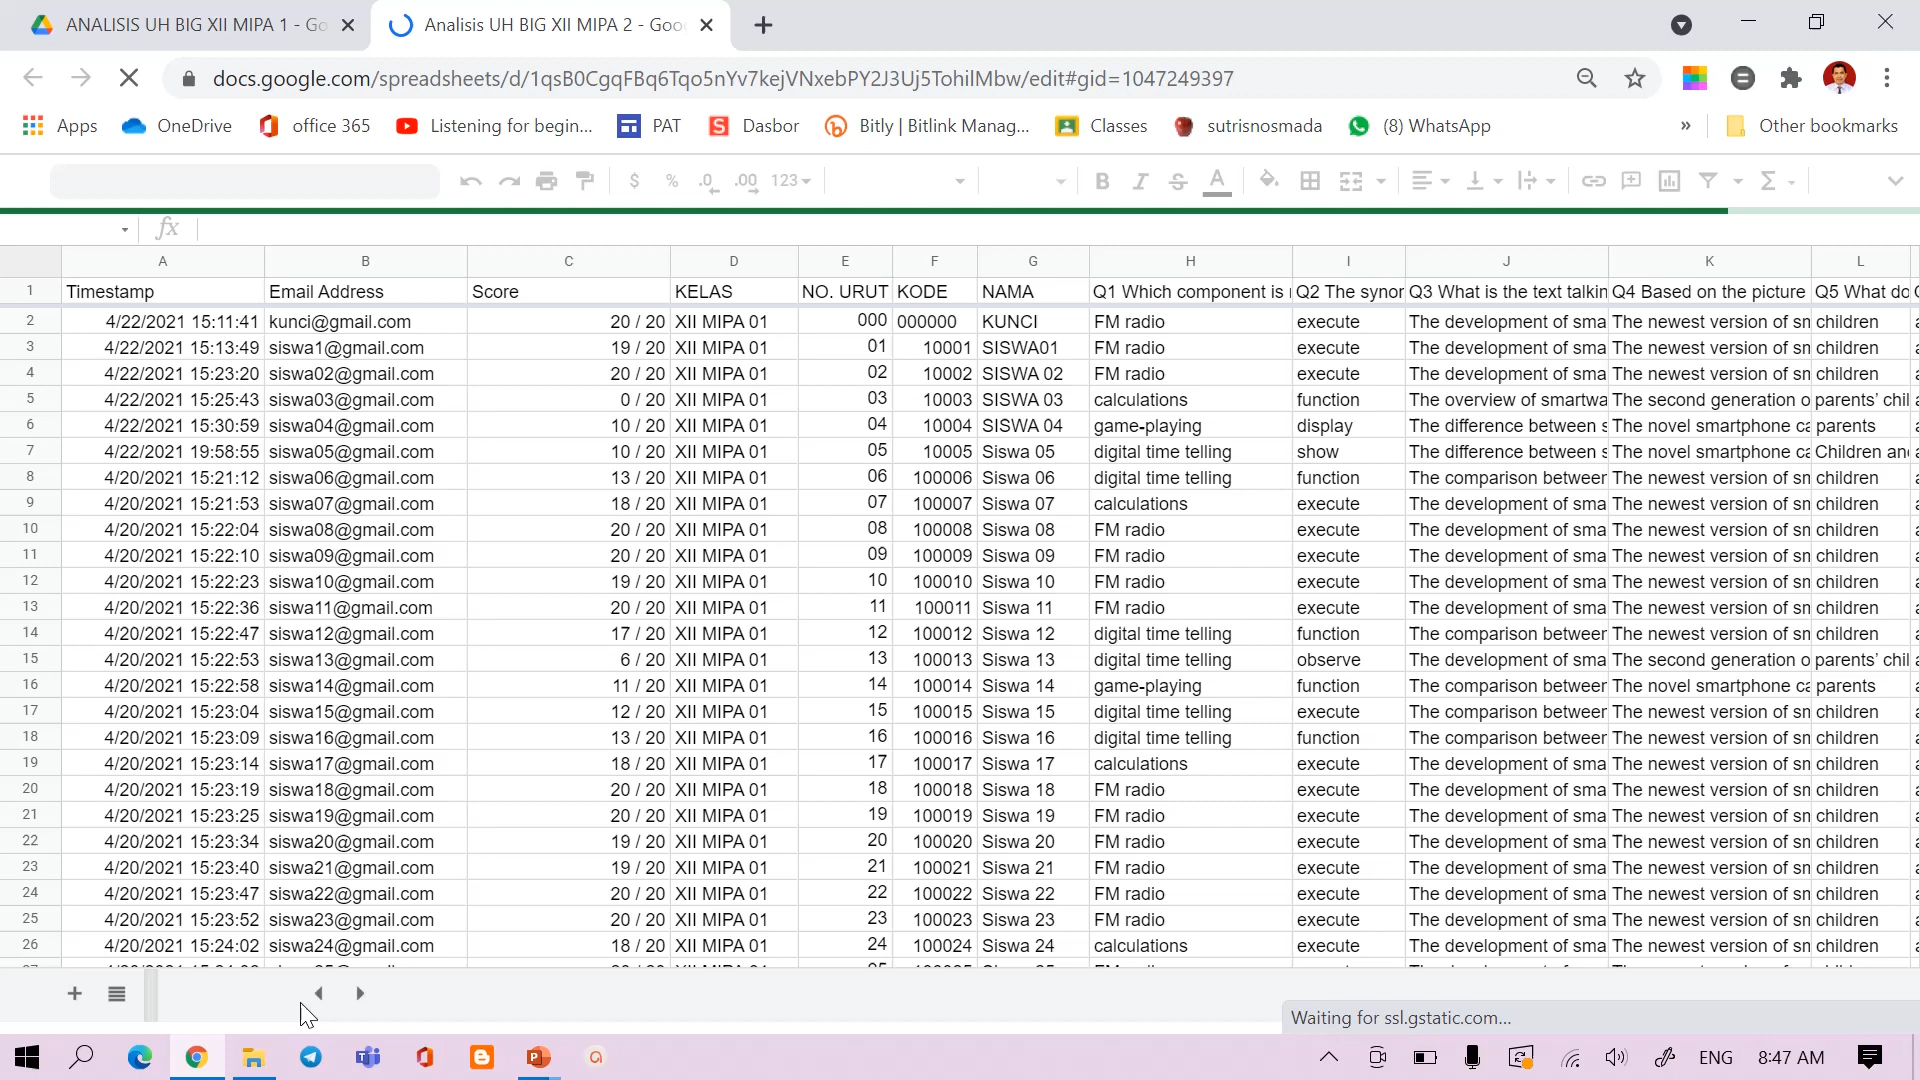 ANALISIS UH BIG XII MIPA 1 - Go
Analisis UH BIG XII MIPA 2 - Goo
docs.google.com/spreadsheets/d/1qsB0CgqFBq6Tqo5nYv7kejVNxebPY2J3Uj5TohilMbw/edit#gid=1047249397
Apps OneDrive office 365 Listening for begin... PAT Dasbor Bitly | Bitlink Manag... Classes sutrisnosmada (8) WhatsApp » Other bookmarks
$ % .0 .00 123 B I S A Σ
fx
A B C D E F G H I J K L
1 Timestamp Email Address Score KELAS NO. URUT KODE NAMA Q1 Which component is Q2 The synor Q3 What is the text talkin Q4 Based on the picture Q5 What do
2 4/22/2021 15:11:41 kunci@gmail.com 20 / 20 XII MIPA 01 000 000000 KUNCI FM radio execute The development of sma The newest version of sn children
3 4/22/2021 15:13:49 siswa1@gmail.com 19 / 20 XII MIPA 01 01 10001 SISWA01 FM radio execute The development of sma The newest version of sn children
4 4/22/2021 15:23:20 siswa02@gmail.com 20 / 20 XII MIPA 01 02 10002 SISWA 02 FM radio execute The development of sma The newest version of sn children
5 4/22/2021 15:25:43 siswa03@gmail.com 0 / 20 XII MIPA 01 03 10003 SISWA 03 calculations function The overview of smartwa The second generation o parents' chil
6 4/22/2021 15:30:59 siswa04@gmail.com 10 / 20 XII MIPA 01 04 10004 SISWA 04 game-playing display The difference between s The novel smartphone ca parents
7 4/22/2021 19:58:55 siswa05@gmail.com 10 / 20 XII MIPA 01 05 10005 Siswa 05 digital time telling show The difference between s The novel smartphone ca Children and
8 4/20/2021 15:21:12 siswa06@gmail.com 13 / 20 XII MIPA 01 06 100006 Siswa 06 digital time telling function The comparison between The newest version of sn children
9 4/20/2021 15:21:53 siswa07@gmail.com 18 / 20 XII MIPA 01 07 100007 Siswa 07 calculations execute The development of sma The newest version of sn children
10 4/20/2021 15:22:04 siswa08@gmail.com 20 / 20 XII MIPA 01 08 100008 Siswa 08 FM radio execute The development of sma The newest version of sn children
11 4/20/2021 15:22:10 siswa09@gmail.com 20 / 20 XII MIPA 01 09 100009 Siswa 09 FM radio execute The development of sma The newest version of sn children
12 4/20/2021 15:22:23 siswa10@gmail.com 19 / 20 XII MIPA 01 10 100010 Siswa 10 FM radio execute The development of sma The newest version of sn children
13 4/20/2021 15:22:36 siswa11@gmail.com 20 / 20 XII MIPA 01 11 100011 Siswa 11 FM radio execute The development of sma The newest version of sn children
14 4/20/2021 15:22:47 siswa12@gmail.com 17 / 20 XII MIPA 01 12 100012 Siswa 12 digital time telling function The comparison between The newest version of sn children
15 4/20/2021 15:22:53 siswa13@gmail.com 6 / 20 XII MIPA 01 13 100013 Siswa 13 digital time telling observe The development of sma The second generation o parents' chil
16 4/20/2021 15:22:58 siswa14@gmail.com 11 / 20 XII MIPA 01 14 100014 Siswa 14 game-playing function The comparison between The novel smartphone ca parents
17 4/20/2021 15:23:04 siswa15@gmail.com 12 / 20 XII MIPA 01 15 100015 Siswa 15 digital time telling execute The comparison between The newest version of sn children
18 4/20/2021 15:23:09 siswa16@gmail.com 13 / 20 XII MIPA 01 16 100016 Siswa 16 digital time telling function The comparison between The newest version of sn children
19 4/20/2021 15:23:14 siswa17@gmail.com 18 / 20 XII MIPA 01 17 100017 Siswa 17 calculations execute The development of sma The newest version of sn children
20 4/20/2021 15:23:19 siswa18@gmail.com 20 / 20 XII MIPA 01 18 100018 Siswa 18 FM radio execute The development of sma The newest version of sn children
21 4/20/2021 15:23:25 siswa19@gmail.com 20 / 20 XII MIPA 01 19 100019 Siswa 19 FM radio execute The development of sma The newest version of sn children
22 4/20/2021 15:23:34 siswa20@gmail.com 19 / 20 XII MIPA 01 20 100020 Siswa 20 FM radio execute The development of sma The newest version of sn children
23 4/20/2021 15:23:40 siswa21@gmail.com 19 / 20 XII MIPA 01 21 100021 Siswa 21 FM radio execute The development of sma The newest version of sn children
24 4/20/2021 15:23:47 siswa22@gmail.com 20 / 20 XII MIPA 01 22 100022 Siswa 22 FM radio execute The development of sma The newest version of sn children
25 4/20/2021 15:23:52 siswa23@gmail.com 20 / 20 XII MIPA 01 23 100023 Siswa 23 FM radio execute The development of sma The newest version of sn children
26 4/20/2021 15:24:02 siswa24@gmail.com 18 / 20 XII MIPA 01 24 100024 Siswa 24 calculations execute The development of sma The newest version of sn children
Waiting for ssl.gstatic.com...
ENG 8:47 AM